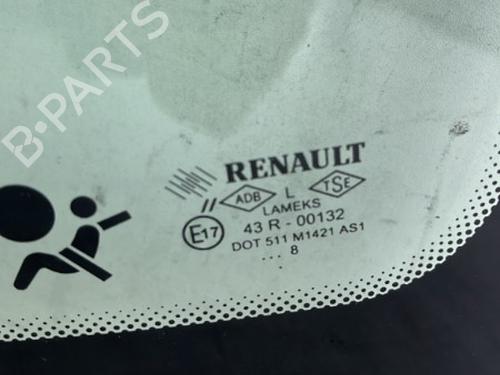 B-PARTS
RENAULT
ADB L TSE
LAMEKS
E17 43 R - 00132
DOT 511 M1421 AS1
... 8